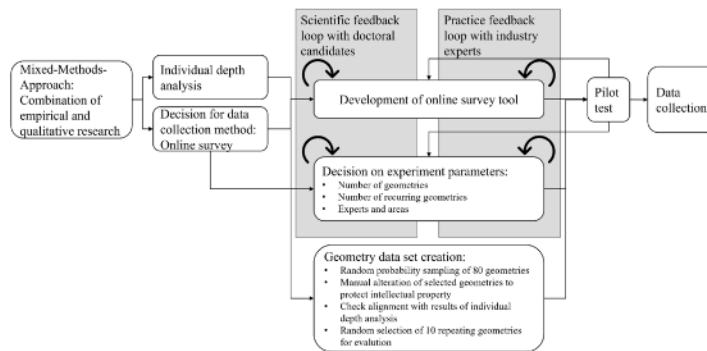 Scientific feedback
loop with doctoral
candidates
Practice feedback
loop with industry
experts
Mixed-Methods-
Approach:
Combination of
empirical and
qualitative research
Individual depth
analysis
Decision for data
collection method:
Online survey
Development of online survey tool
Pilot
test
Data
collection
Decision on experiment parameters:
• Number of geometries
• Number of recurring geometries
• Experts and areas
Geometry data set creation:
• Random probability sampling of 80 geometries
• Manual alteration of selected geometries to
protect intellectual property
• Check alignment with results of individual
depth analysis
• Random selection of 10 repeating geometries
for evalution